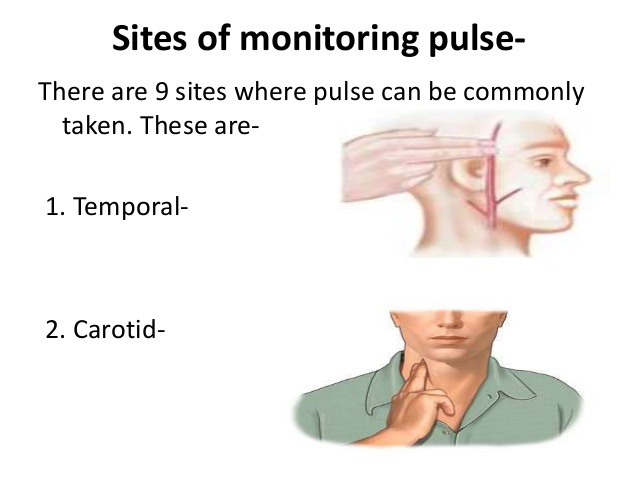 Sites of monitoring pulse-
There are 9 sites where pulse can be commonly
taken. These are-
1. Temporal-
2. Carotid-